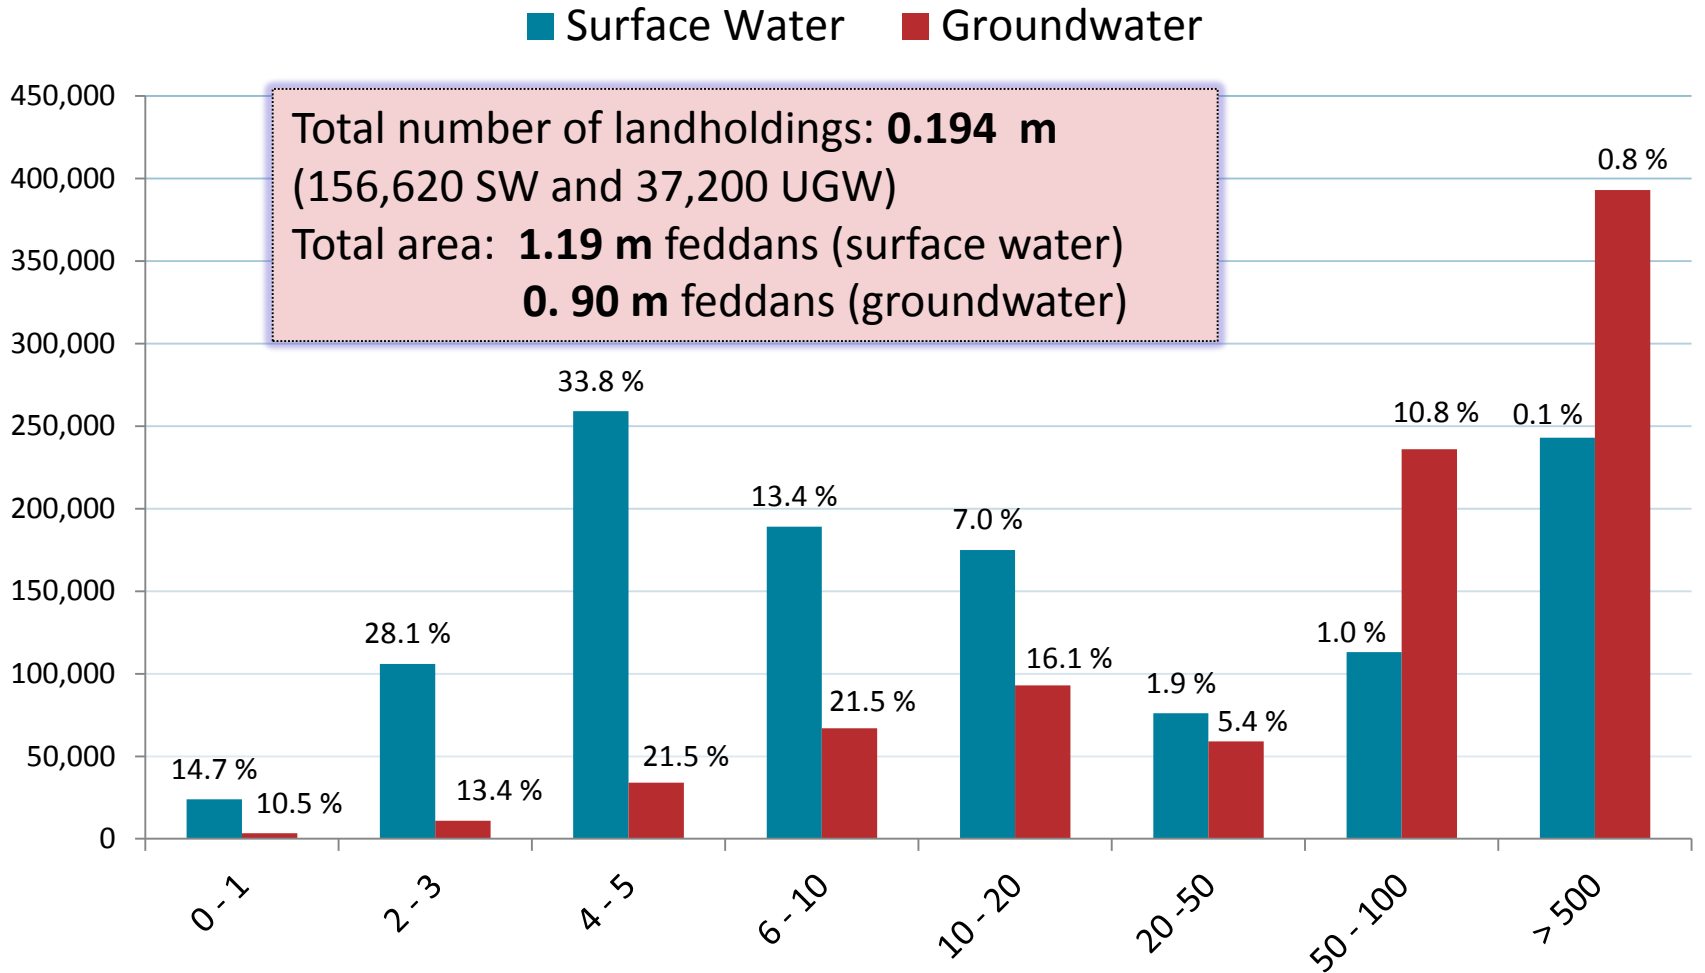 Surface Water Groundwater
450,000
400,000
350,000
300,000
250,000
200,000
150,000
100,000
50,000
0
Total number of landholdings: 0.194 m
(156,620 SW and 37,200 UGW)
Total area: 1.19 m feddans (surface water)
0. 90 m feddans (groundwater)
14.7 %
10.5 %
28.1 %
13.4 %
33.8 %
21.5 %
13.4 %
21.5 %
7.0 %
16.1 %
1.9 %
5.4 %
1.0 %
10.8 %
0.1 %
0.8 %
0 - 1
2 - 3
4 - 5
6 - 10
10 - 20
20 -50
50 - 100
> 500